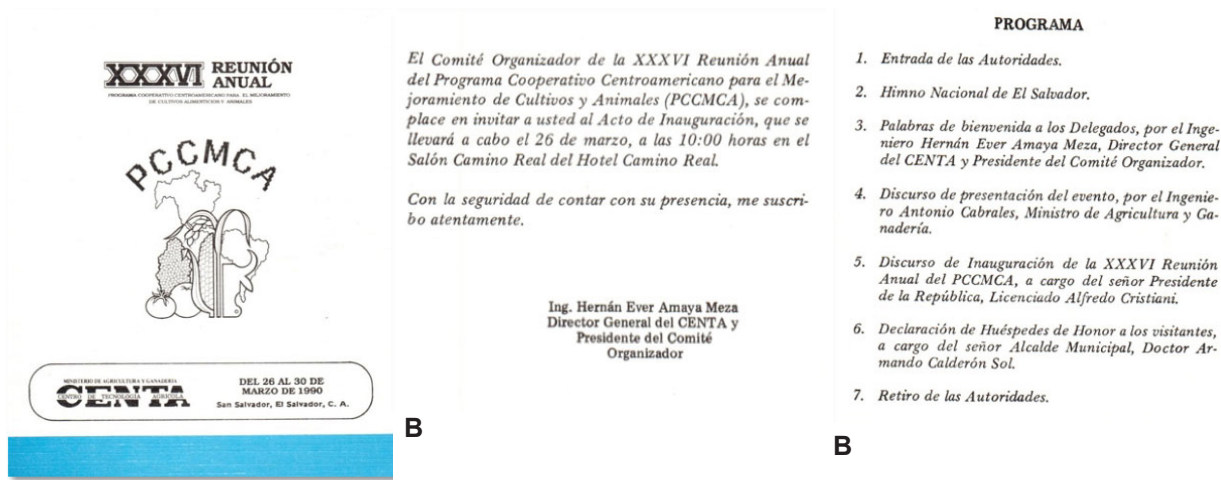 XXXVI REUNIÓN
ANUAL
PROGRAMA COOPERATIVO CENTROAMERICANO PARA EL MEJORAMIENTO
DE CULTIVOS ALIMENTICIOS Y ANIMALES
PCCMCA
MINISTERIO DE AGRICULTURA Y GANADERIA
CENTA
CENTRO DE TECNOLOGIA AGRICOLA
DEL 26 AL 30 DE
MARZO DE 1990
San Salvador, El Salvador, C. A.
El Comité Organizador de la XXXVI Reunión Anual
del Programa Cooperativo Centroamericano para el Me-
joramiento de Cultivos y Animales (PCCMCA), se com-
place en invitar a usted al Acto de Inauguración, que se
llevará a cabo el 26 de marzo, a las 10:00 horas en el
Salón Camino Real del Hotel Camino Real.
Con la seguridad de contar con su presencia, me suscri-
bo atentamente.
Ing. Hernán Ever Amaya Meza
Director General del CENTA y
Presidente del Comité
Organizador
B
PROGRAMA
1. Entrada de las Autoridades.
2. Himno Nacional de El Salvador.
3. Palabras de bienvenida a los Delegados, por el Inge-
niero Hernán Ever Amaya Meza, Director General
del CENTA y Presidente del Comité Organizador.
4. Discurso de presentación del evento, por el Ingenie-
ro Antonio Cabrales, Ministro de Agricultura y Ga-
nadería.
5. Discurso de Inauguración de la XXXVI Reunión
Anual del PCCMCA, a cargo del señor Presidente
de la República, Licenciado Alfredo Cristiani.
6. Declaración de Huéspedes de Honor a los visitantes,
a cargo del señor Alcalde Municipal, Doctor Ar-
mando Calderón Sol.
7. Retiro de las Autoridades.
B